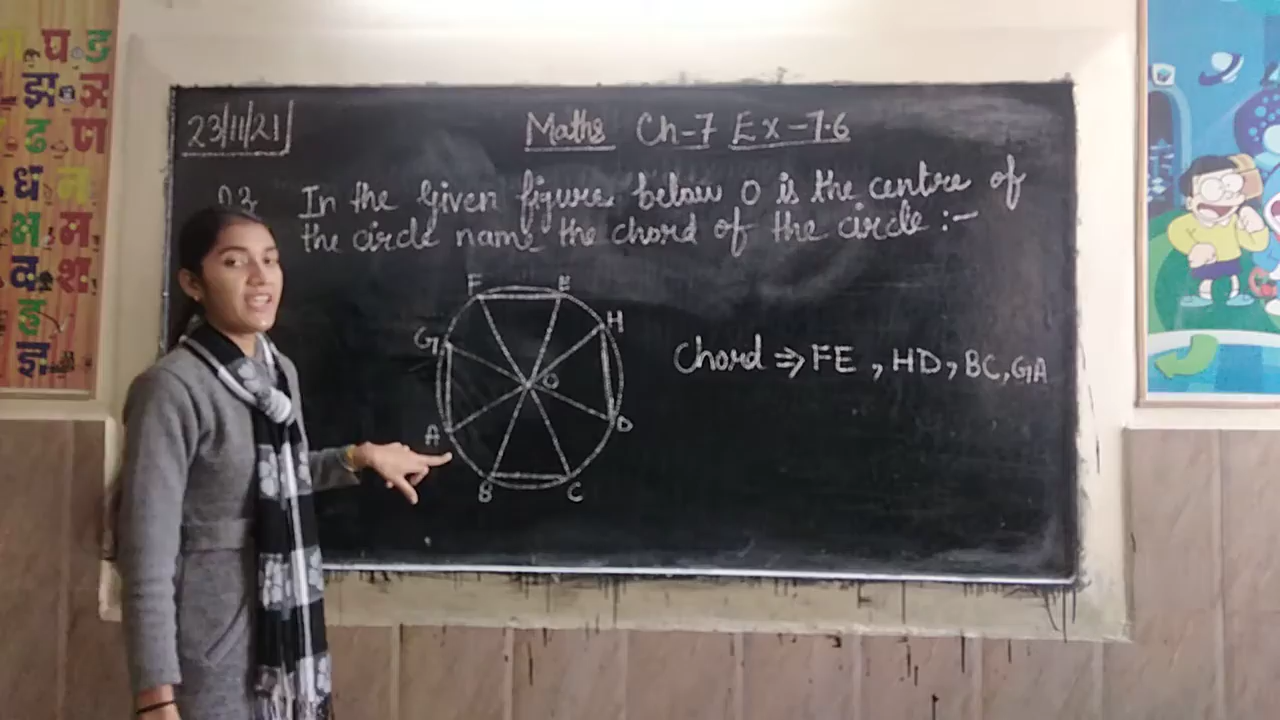 23/11/21
Maths Ch-7 Ex-7.6
Q3 In the Given figure below O is the centre of
the circle name the chord of the circle :-
F E
G H
O
A D
B C
Chord ⇒ FE , HD, BC, GA
घ ङ
झ ञ
ढ ण
ध न
श
ज्ञ